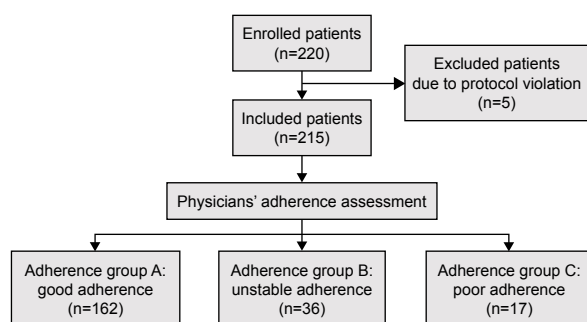 Enrolled patients
(n=220)
Excluded patients
due to protocol violation
(n=5)
Included patients
(n=215)
Physicians’ adherence assessment
Adherence group A:
good adherence
(n=162)
Adherence group B:
unstable adherence
(n=36)
Adherence group C:
poor adherence
(n=17)